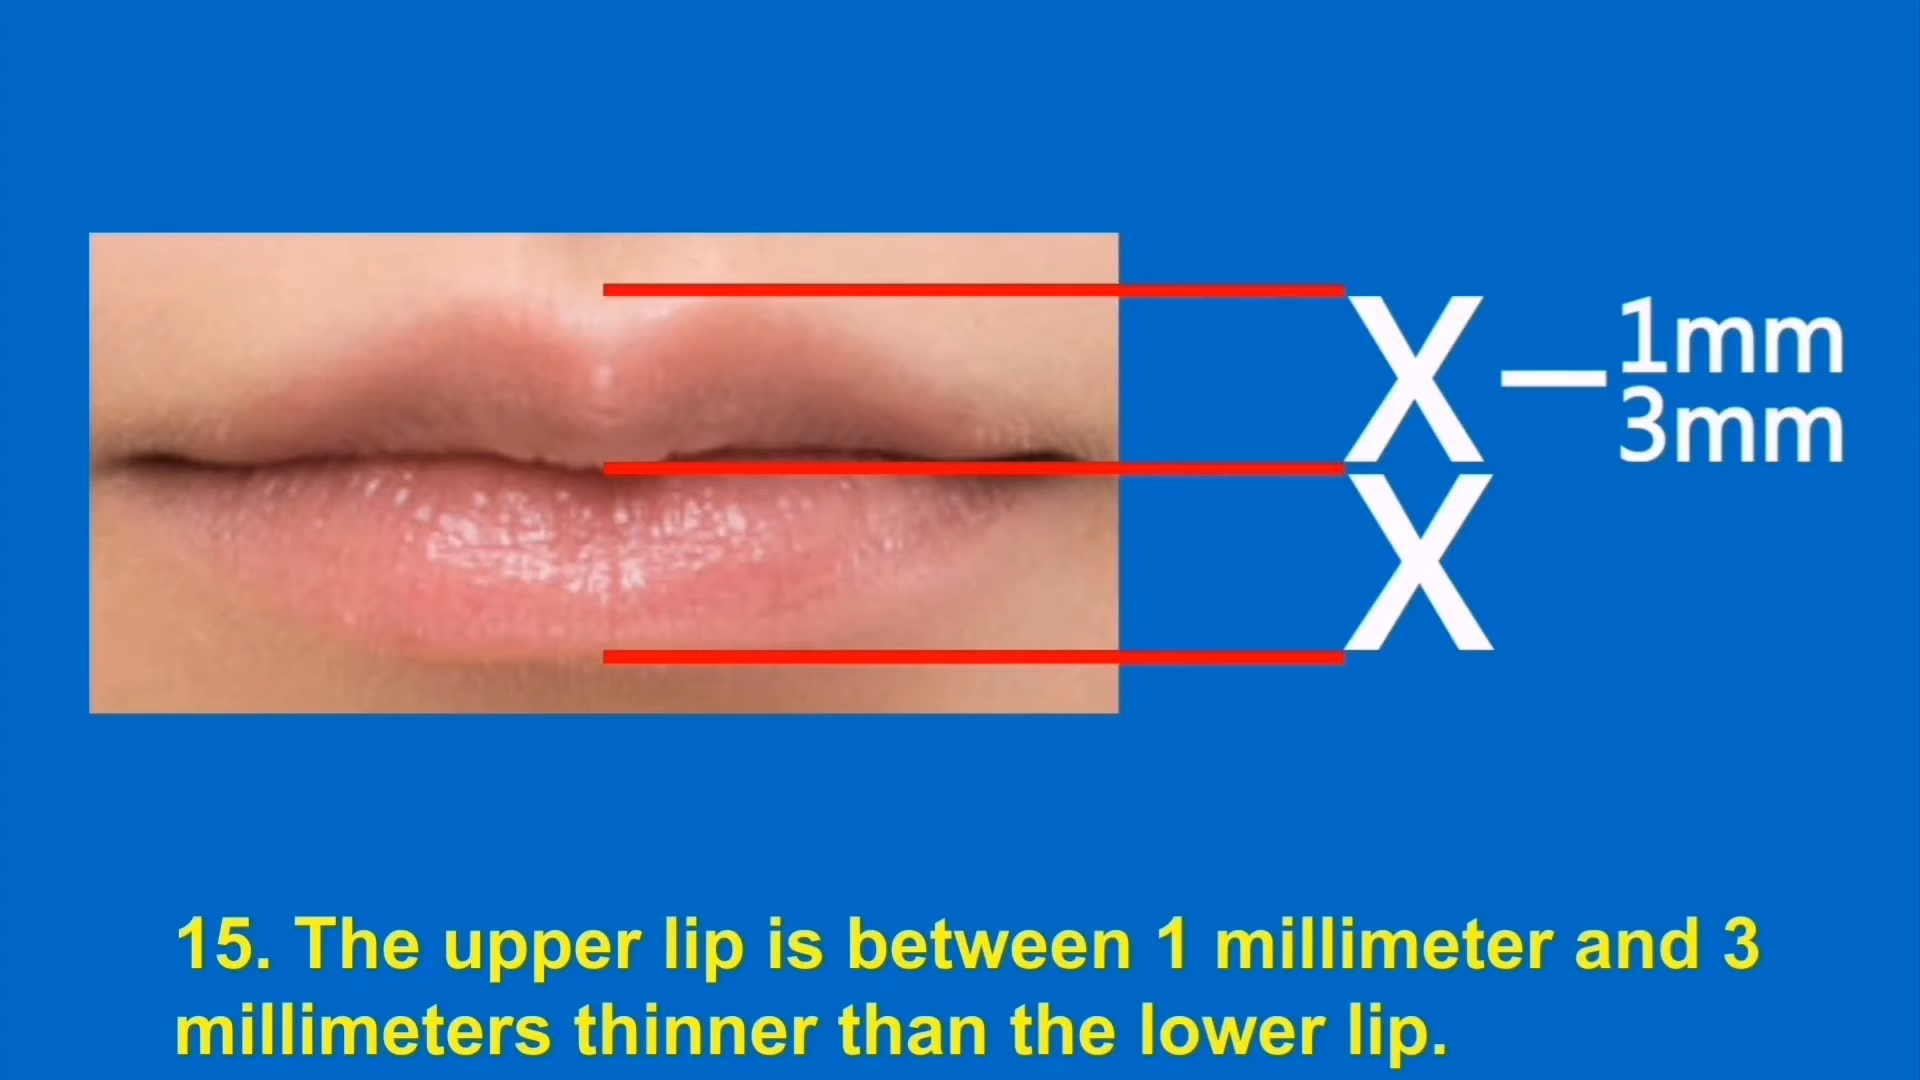 X—1mm
3mm
X
15. The upper lip is between 1 millimeter and 3
millimeters thinner than the lower lip.